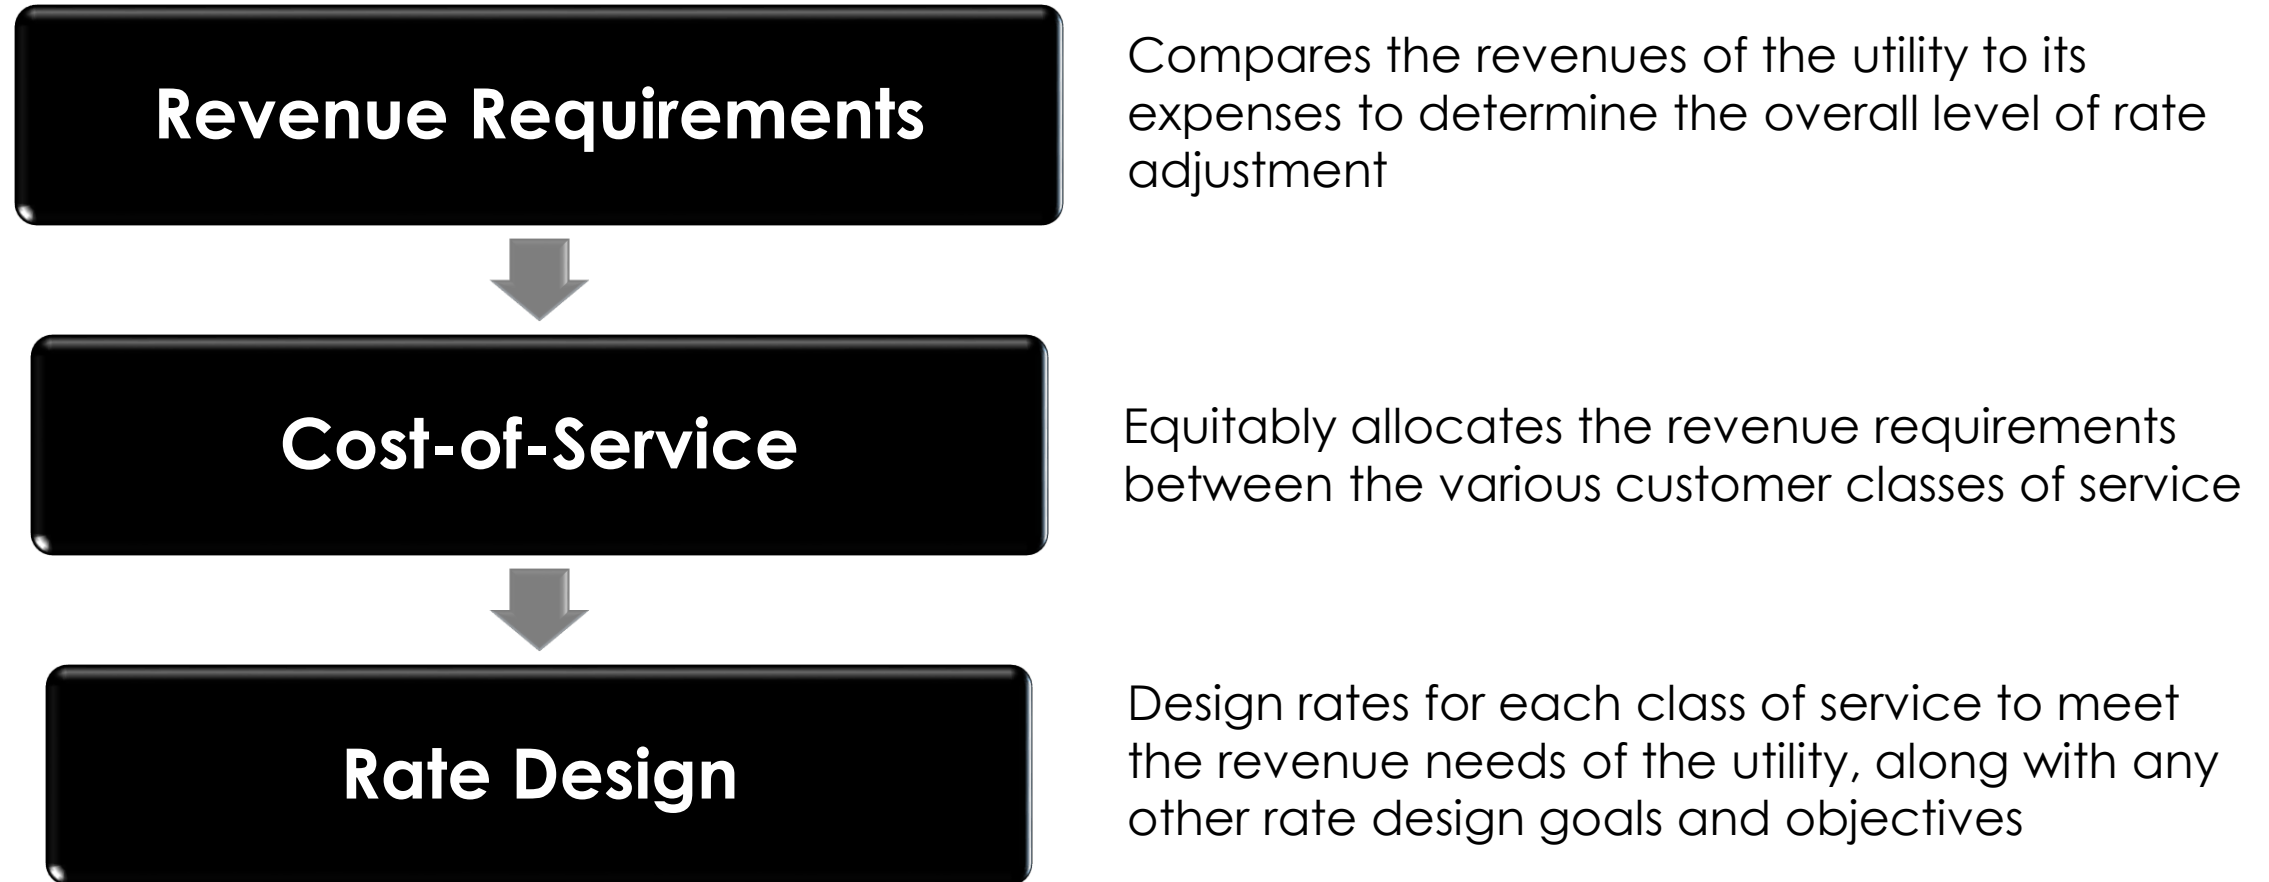 Revenue Requirements
Compares the revenues of the utility to its
expenses to determine the overall level of rate
adjustment
Cost-of-Service
Equitably allocates the revenue requirements
between the various customer classes of service
Rate Design
Design rates for each class of service to meet
the revenue needs of the utility, along with any
other rate design goals and objectives